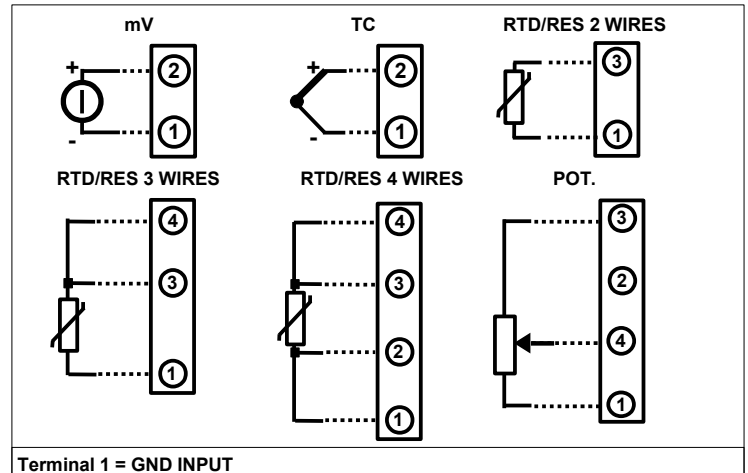 mV TC RTD/RES 2 WIRES
+ 2 + 2 3
- 1 - 1 1
RTD/RES 3 WIRES RTD/RES 4 WIRES POT.
4 4 3
3 3 2
2 4
1 1 1
Terminal 1 = GND INPUT